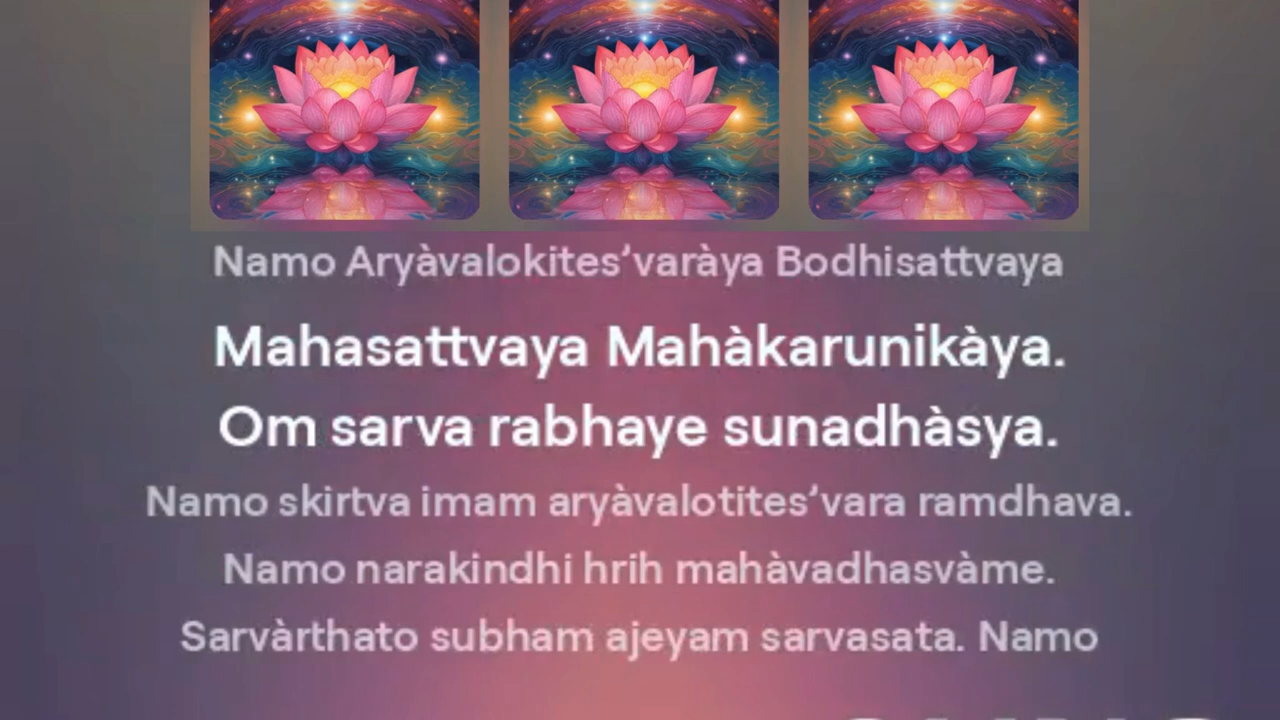 Namo Aryàvalokites’varàya Bodhisattvaya
Mahasattvaya Mahàkarunikàya.
Om sarva rabhaye sunadhàsya.
Namo skirtva imam aryàvalotites’vara ramdhava.
Namo narakindhi hrih mahàvadhasvàme.
Sarvàrthato subham ajeyam sarvasata. Namo